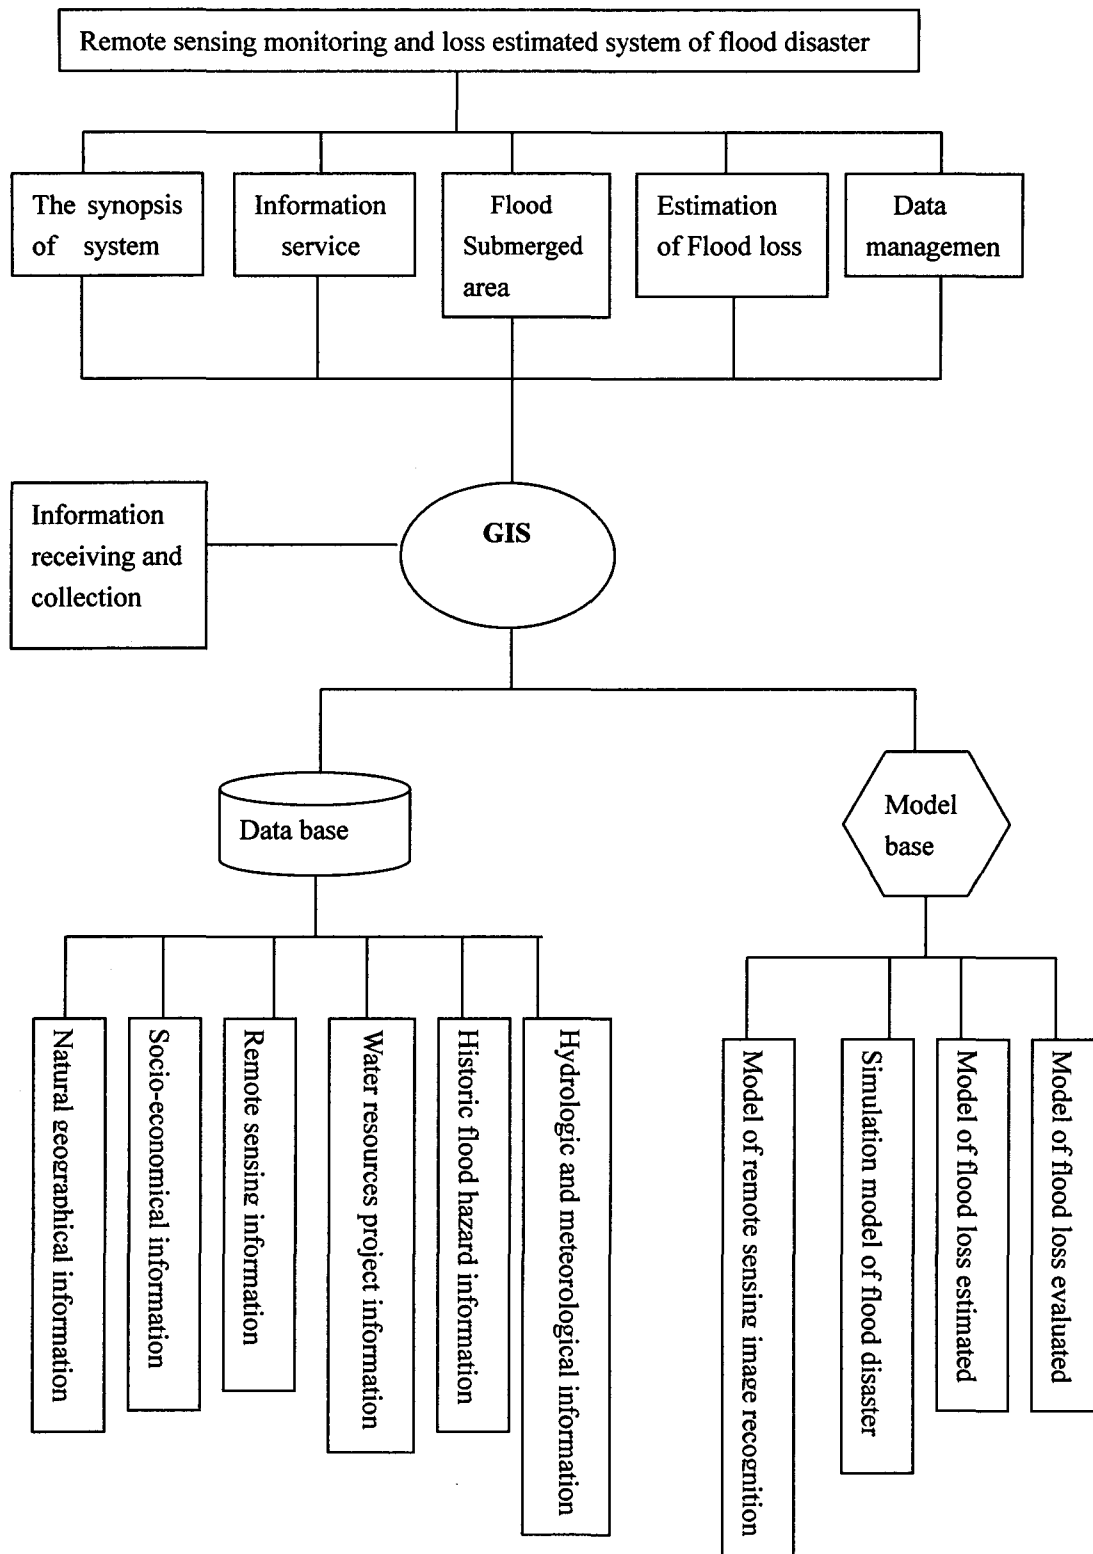 Remote sensing monitoring and loss estimated system of flood disaster
The synopsis
of system
Information
service
Flood
Submerged
area
Estimation
of Flood loss
Data
managemen
Information
receiving and
collection
GIS
Data base
Model
base
Natural geographical information
Socio-economical information
Remote sensing information
Water resources project information
Historic flood hazard information
Hydrologic and meteorological information
Model of remote sensing image recognition
Simulation model of flood disaster
Model of flood loss estimated
Model of flood loss evaluated